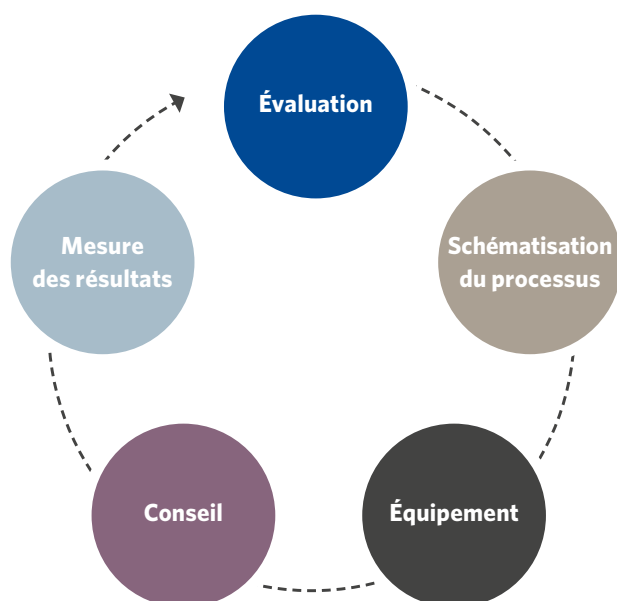 Évaluation
Schématisation
du processus
Équipement
Conseil
Mesure
des résultats